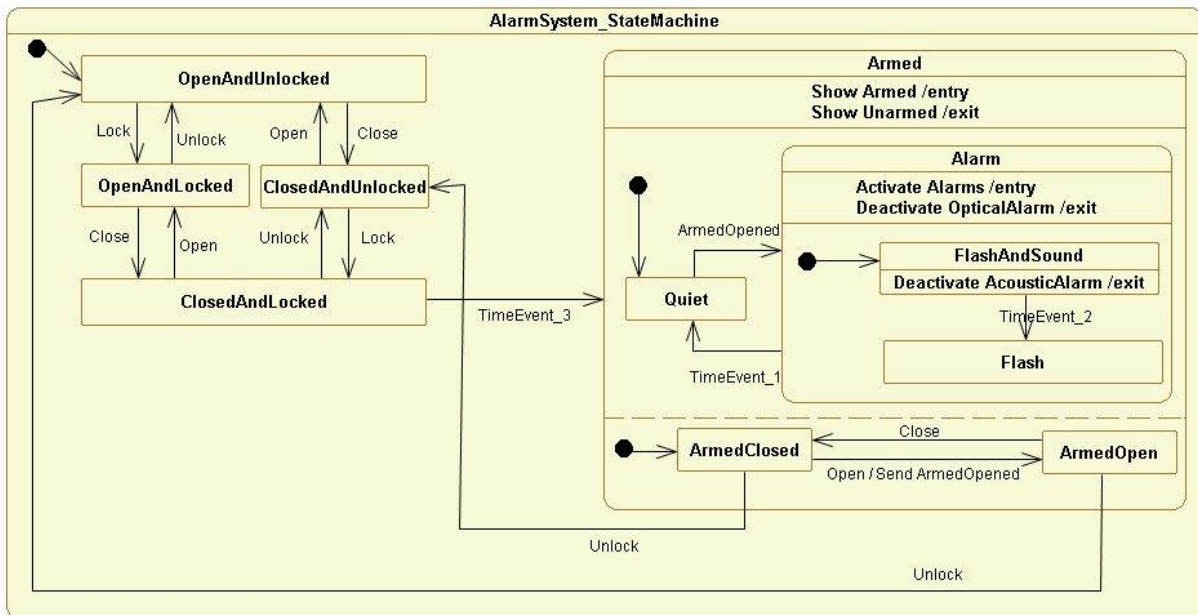 AlarmSystem_StateMachine
OpenAndUnlocked
Lock
Unlock
Open
Close
OpenAndLocked
ClosedAndUnlocked
Close
Open
Unlock
Lock
ClosedAndLocked
TimeEvent_3
Armed
Show Armed /entry
Show Unarmed /exit
Alarm
Activate Alarms /entry
Deactivate OpticalAlarm /exit
ArmedOpened
FlashAndSound
Deactivate AcousticAlarm /exit
Quiet
TimeEvent_2
Flash
TimeEvent_1
Close
ArmedClosed
ArmedOpen
Open / Send ArmedOpened
Unlock
Unlock